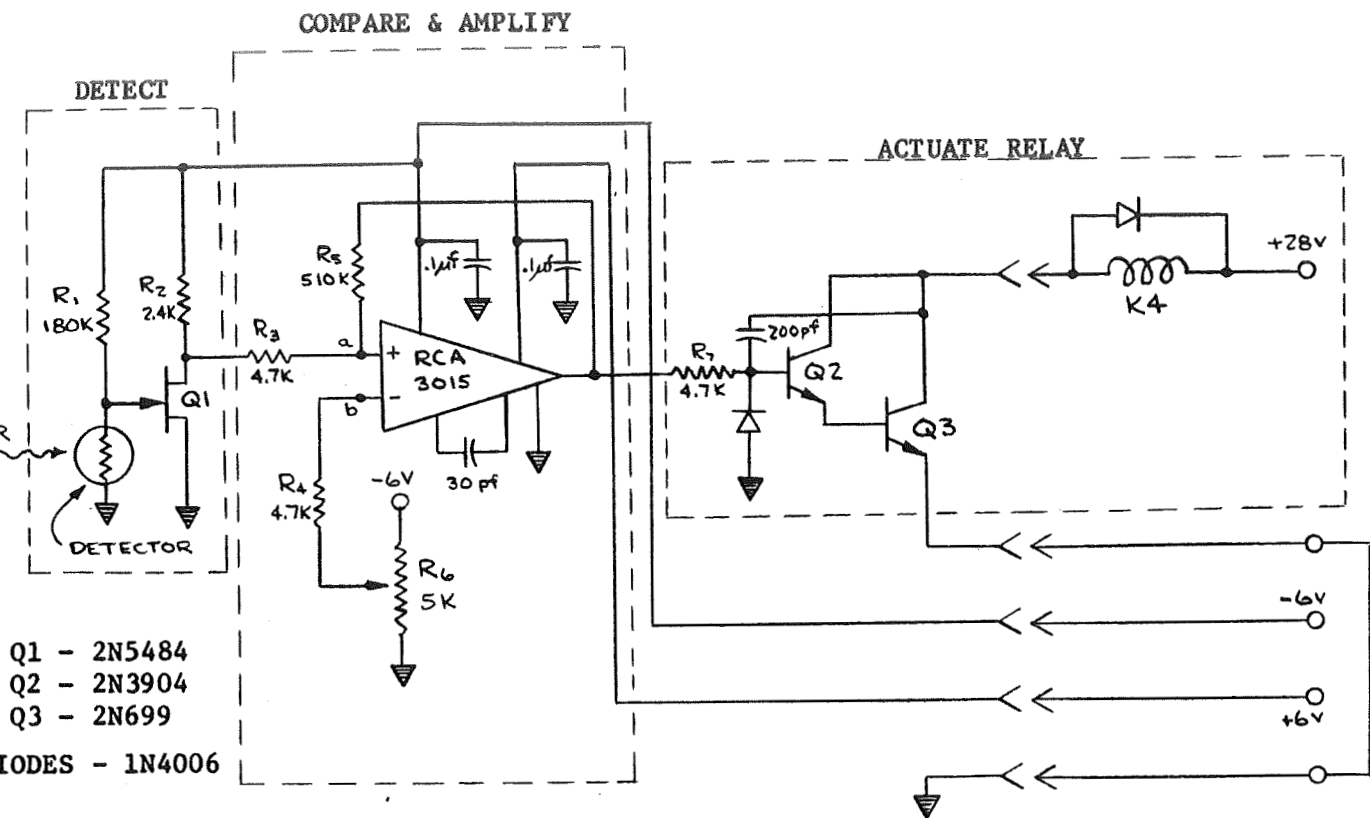 COMPARE & AMPLIFY
DETECT
ACTUATE RELAY
R1
180K
R2
2.4K
Q1
R
DETECTOR
R3
4.7K
R5
510K
a
b
+
-
RCA
3015
.1µf
.1µf
30 pf
R4
4.7K
-6V
R6
5K
R7
4.7K
200pf
Q2
Q3
K4
+28V
-6V
+6V
Q1 - 2N5484
Q2 - 2N3904
Q3 - 2N699
IODES - 1N4006